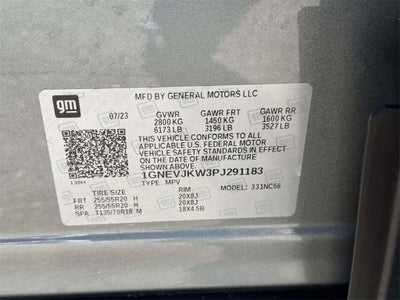 gm
MFD BY GENERAL MOTORS LLC
07/23 GVWR GAWR FRT GAWR RR
2800 KG 1450 KG 1600 KG
6173 LB 3196 LB 3527 LB
THIS VEHICLE CONFORMS TO ALL
APPLICABLE U.S. FEDERAL MOTOR
VEHICLE SAFETY STANDARDS IN
EFFECT ON THE DATE OF
MANUFACTURE SHOWN ABOVE.
1GNEVJKW3PJ291183
TYPE: MPV MODEL: 1NC56
TIRE SIZE RIM
FRT 255/55R20 H 20X8J
RR 255/55R20 H 20X8J
SPA T135/70R18 M 18X4.5B